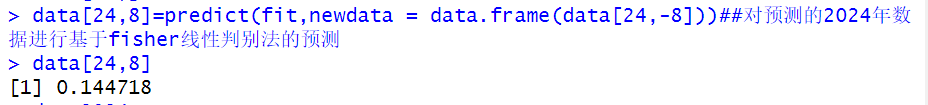 > data[24,8]=predict(fit,newdata = data.frame(data[24,-8]))##对预测的2024年数
据进行基于fisher线性判别法的预测
> data[24,8]
[1] 0.144718